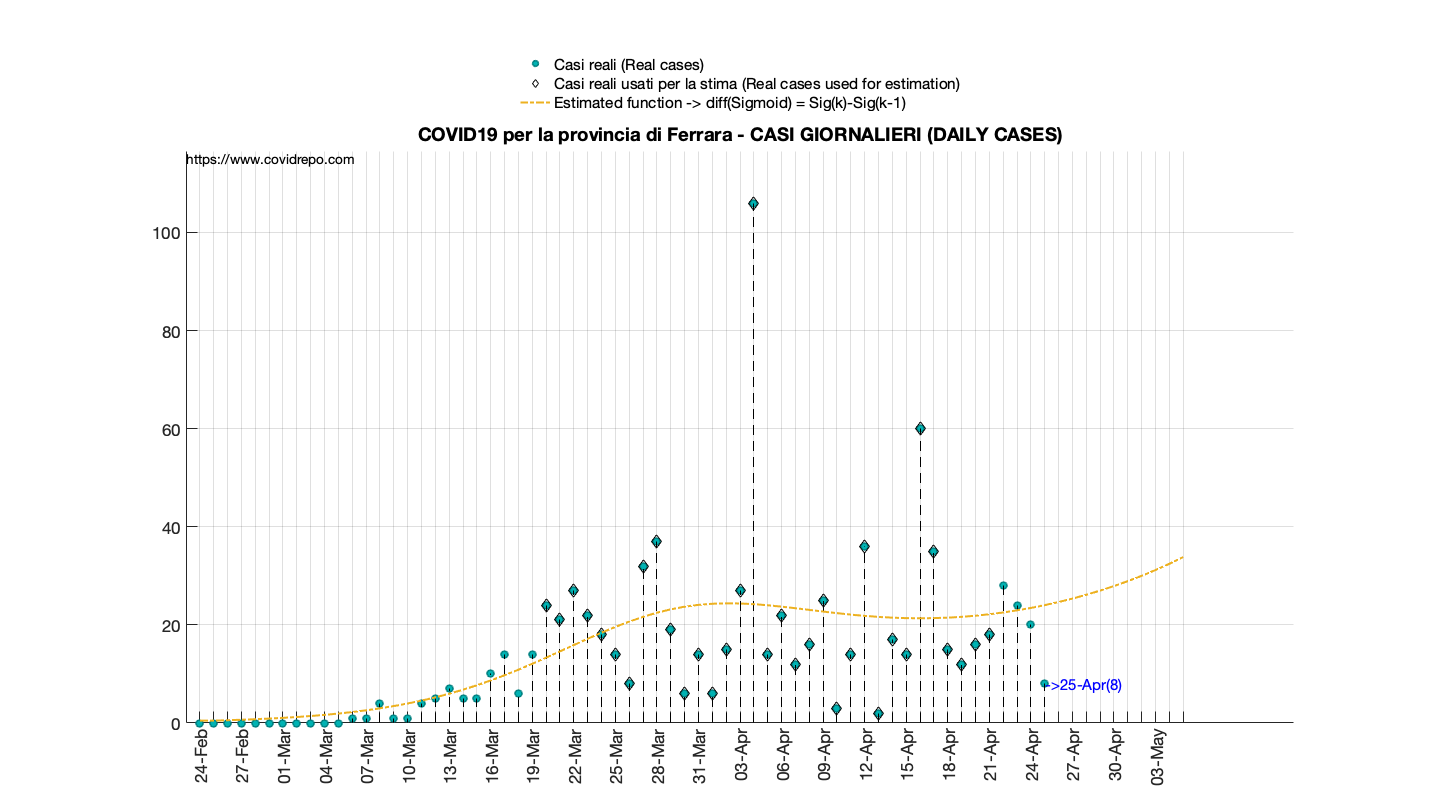 Casi reali (Real cases)
Casi reali usati per la stima (Real cases used for estimation)
Estimated function -> diff(Sigmoid) = Sig(k)-Sig(k-1)
COVID19 per la provincia di Ferrara - CASI GIORNALIERI (DAILY CASES)
https://www.covidrepo.com
100
80
60
40
20
0
->25-Apr(8)
24-Feb
27-Feb
01-Mar
04-Mar
07-Mar
10-Mar
13-Mar
16-Mar
19-Mar
22-Mar
25-Mar
28-Mar
31-Mar
03-Apr
06-Apr
09-Apr
12-Apr
15-Apr
18-Apr
21-Apr
24-Apr
27-Apr
30-Apr
03-May